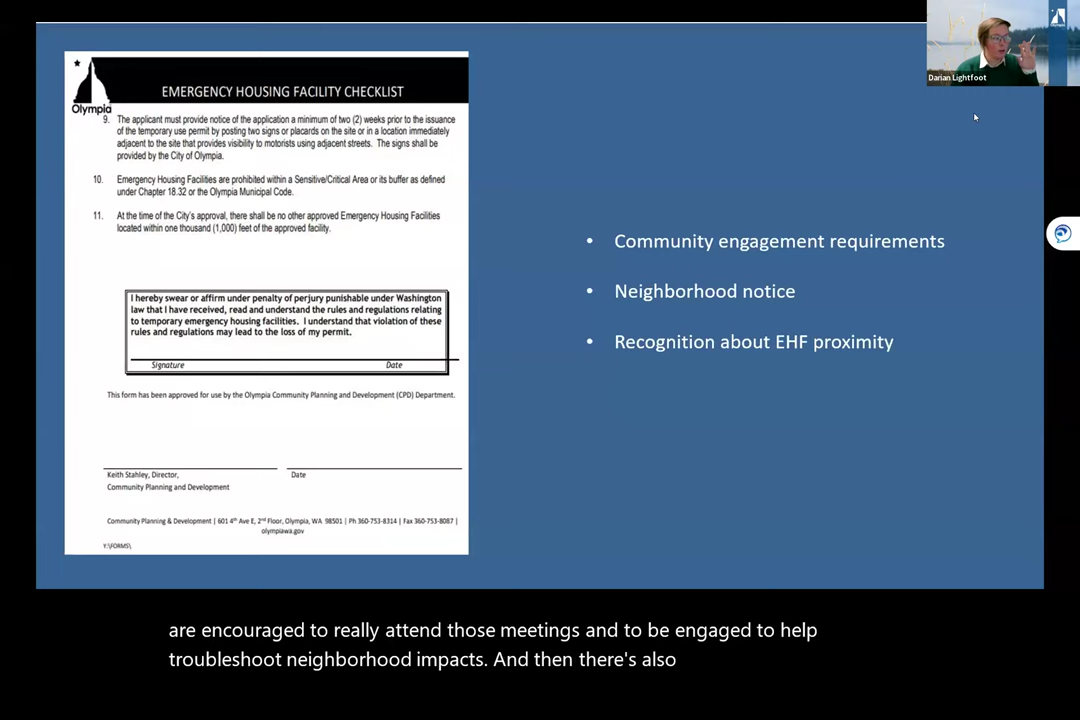 Olympia
EMERGENCY HOUSING FACILITY CHECKLIST
9. The applicant must provide notice of the application a minimum of two (2) weeks prior to the issuance
of the temporary use permit by posting two signs or placards on the site or in a location immediately
adjacent to the site that provides visibility to motorists using adjacent streets. The signs shall be
provided by the City of Olympia.
10. Emergency Housing Facilities are prohibited within a Sensitive/Critical Area or its buffer as defined
under Chapter 18.32 or the Olympia Municipal Code.
11. At the time of the City's approval, there shall be no other approved Emergency Housing Facilities
located within one thousand (1,000) feet of the approved facility.
I hereby swear or affirm under penalty of perjury punishable under Washington
law that I have received, read and understand the rules and regulations relating
to temporary emergency housing facilities. I understand that violation of these
rules and regulations may lead to the loss of my permit.
Signature Date
This form has been approved for use by the Olympia Community Planning and Development (CPD) Department.
Keith Stahley, Director, Date
Community Planning and Development
Community Planning & Development | 601 4th Ave E, 2nd Floor, Olympia, WA 98501 | Ph 360-753-8314 | Fax 360-753-8087 |
olympiawa.gov
Y:\FORMS\
• Community engagement requirements
• Neighborhood notice
• Recognition about EHF proximity
Olympia
Darian Lightfoot
are encouraged to really attend those meetings and to be engaged to help
troubleshoot neighborhood impacts. And then there's also